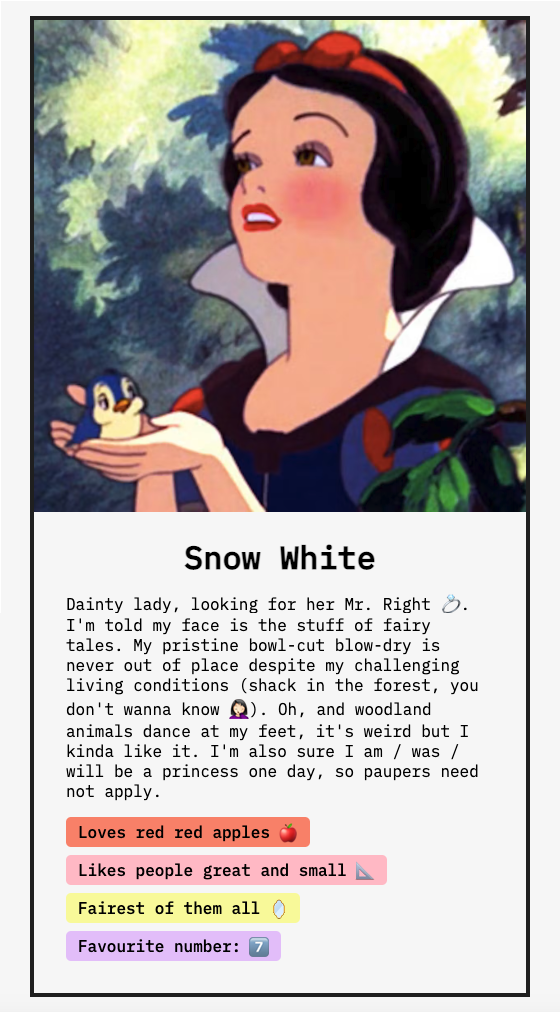 Snow White
Dainty lady, looking for her Mr. Right 💍.
I'm told my face is the stuff of fairy
tales. My pristine bowl-cut blow-dry is
never out of place despite my challenging
living conditions (shack in the forest, you
don't wanna know 🤦🏻‍♀️). Oh, and woodland
animals dance at my feet, it's weird but I
kinda like it. I'm also sure I am / was /
will be a princess one day, so paupers need
not apply.
Loves red red apples 🍎
Likes people great and small 📐
Fairest of them all 🪞
Favourite number: 7️⃣